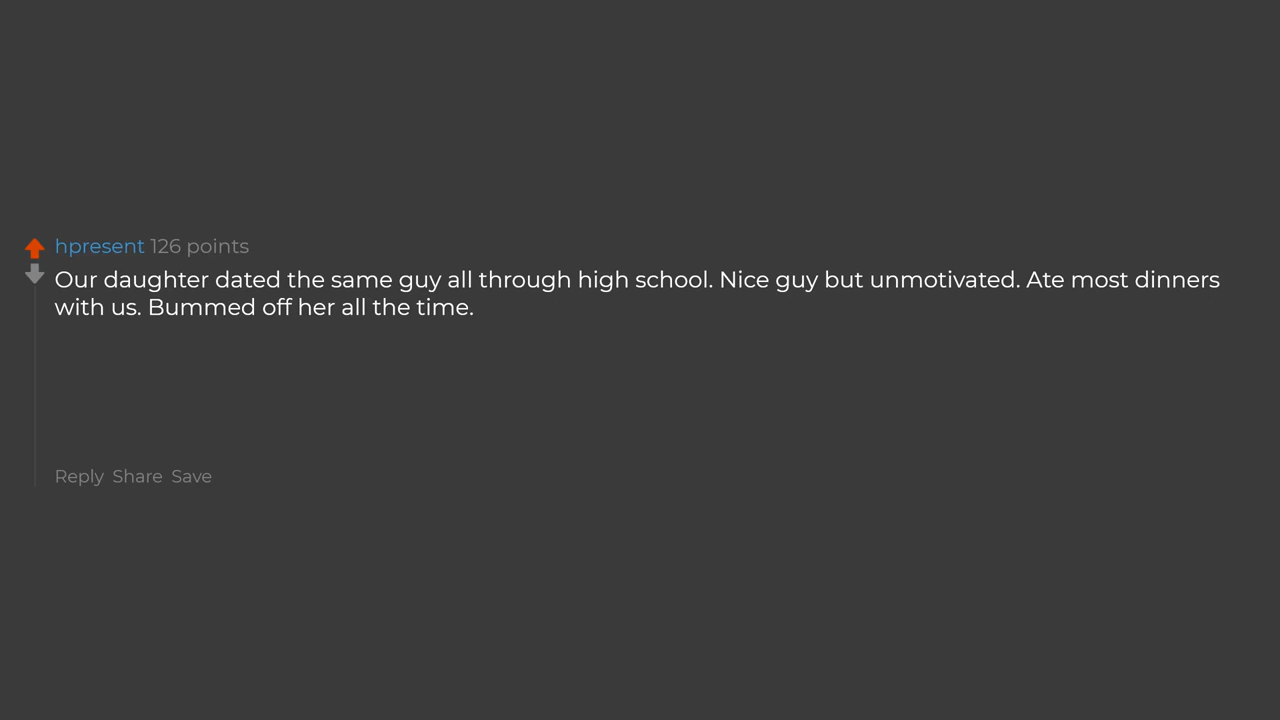 hpresent 126 points
Our daughter dated the same guy all through high school. Nice guy but unmotivated. Ate most dinners
with us. Bummed off her all the time.
Reply Share Save